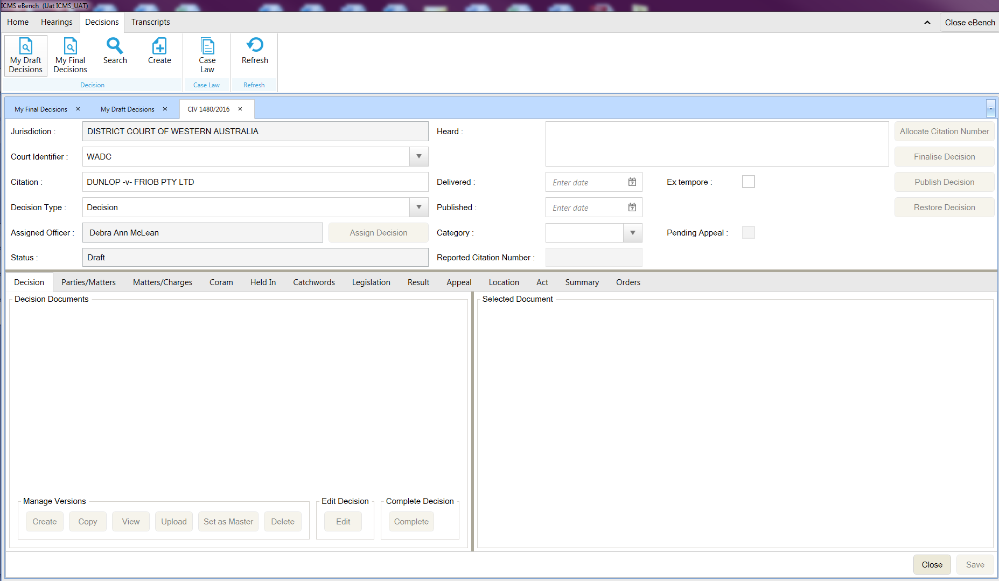 ICMS eBench (Uat ICMS_UAT)
Home Hearings Decisions Transcripts Close eBench
My Draft Decisions
My Final Decisions
Search
Create
Case Law
Refresh
Decision Case Law Refresh
My Final Decisions × My Draft Decisions × CIV 1480/2016 ×
Jurisdiction : DISTRICT COURT OF WESTERN AUSTRALIA Heard : Allocate Citation Number
Court Identifier : WADC Finalise Decision
Citation : DUNLOP -v- FRIOB PTY LTD Delivered : Enter date 7 Ex tempore : Publish Decision
Decision Type : Decision Published : Enter date 7 Restore Decision
Assigned Officer : Debra Ann McLean Assign Decision Category : Pending Appeal :
Status : Draft Reported Citation Number :
Decision Parties/Matters Matters/Charges Coram Held In Catchwords Legislation Result Appeal Location Act Summary Orders
Decision Documents Selected Document
Manage Versions Edit Decision Complete Decision
Create Copy View Upload Set as Master Delete Edit Complete
Close Save